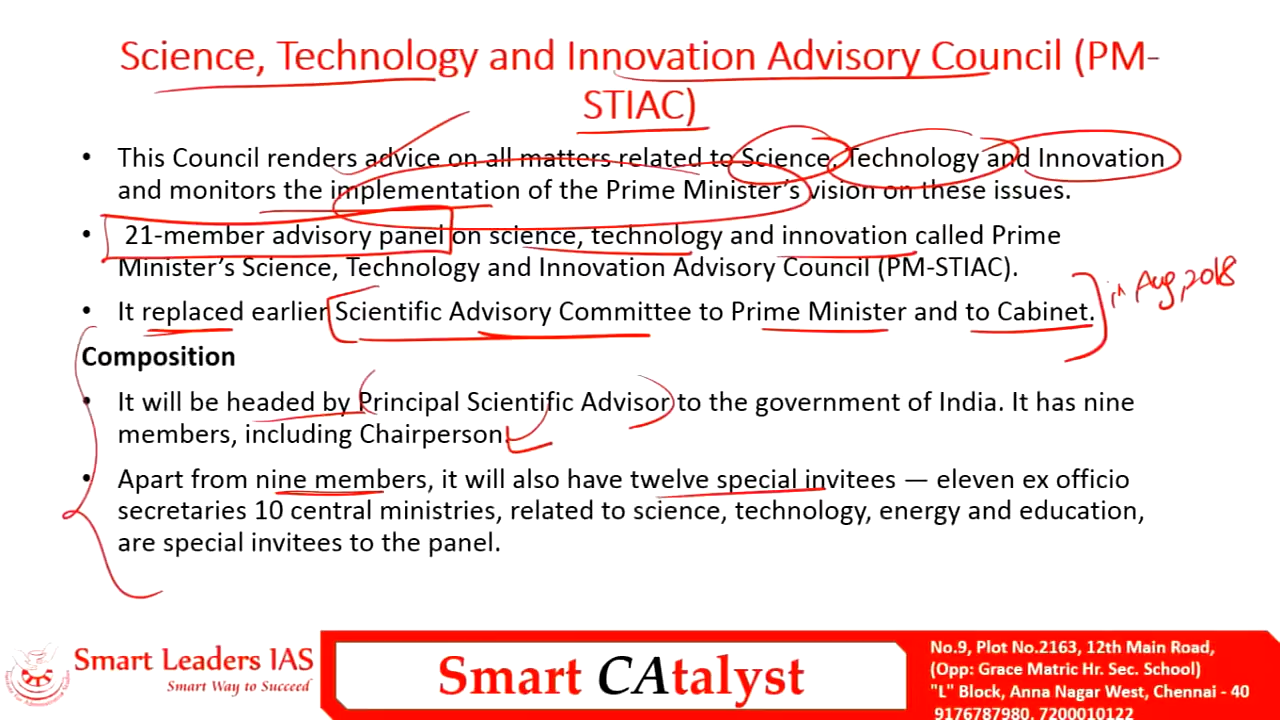 Science, Technology and Innovation Advisory Council (PM-
STIAC)
• This Council renders advice on all matters related to Science, Technology and Innovation
and monitors the implementation of the Prime Minister's vision on these issues.
• 21-member advisory panel on science, technology and innovation called Prime
Minister's Science, Technology and Innovation Advisory Council (PM-STIAC).
• It replaced earlier Scientific Advisory Committee to Prime Minister and to Cabinet.
in Aug, 2018
Composition
• It will be headed by Principal Scientific Advisor to the government of India. It has nine
members, including Chairperson.
• Apart from nine members, it will also have twelve special invitees — eleven ex officio
secretaries 10 central ministries, related to science, technology, energy and education,
are special invitees to the panel.
Smart Leaders IAS
Smart Way to Succeed
Smart CAtalyst
No.9, Plot No.2163, 12th Main Road,
(Opp: Grace Matric Hr. Sec. School)
"L" Block, Anna Nagar West, Chennai - 40
9176787980, 7200010122